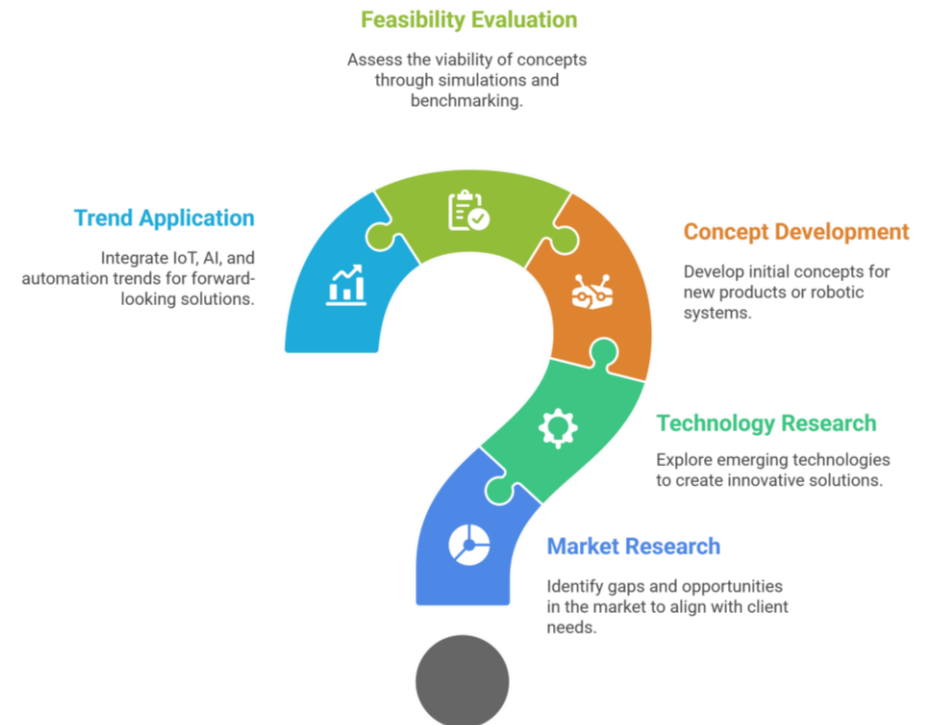 Feasibility Evaluation
Assess the viability of concepts
through simulations and
benchmarking.
Trend Application
Integrate IoT, AI, and
automation trends for forward-
looking solutions.
Concept Development
Develop initial concepts for
new products or robotic
systems.
Technology Research
Explore emerging technologies
to create innovative solutions.
Market Research
Identify gaps and opportunities
in the market to align with client
needs.